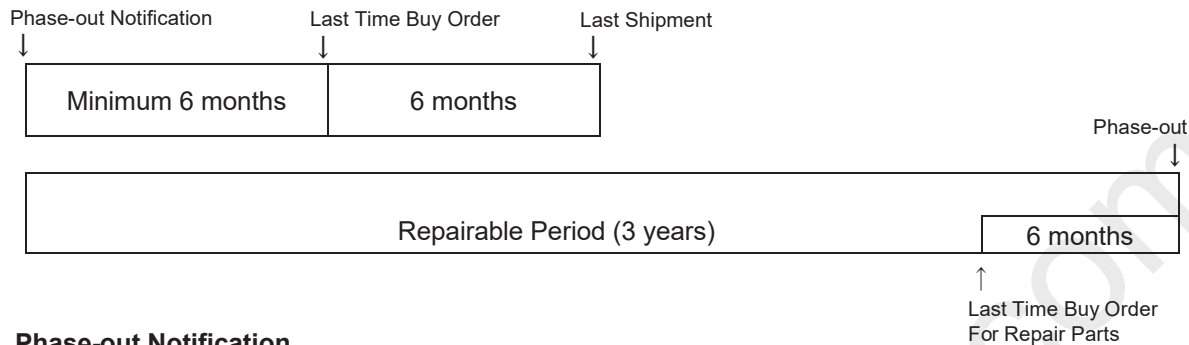 Phase-out Notification
Last Time Buy Order
Last Shipment
Minimum 6 months
6 months
Phase-out
Repairable Period (3 years)
6 months
Last Time Buy Order
For Repair Parts
Phase-out Notification
com